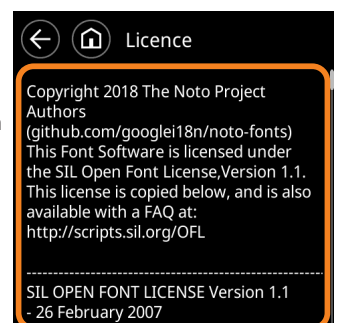 Licence
Copyright 2018 The Noto Project
Authors
(github.com/googlei18n/noto-fonts)
This Font Software is licensed under
the SIL Open Font License,Version 1.1.
This license is copied below, and is also
available with a FAQ at:
http://scripts.sil.org/OFL
-----------------------------------------------------------
SIL OPEN FONT LICENSE Version 1.1
- 26 February 2007